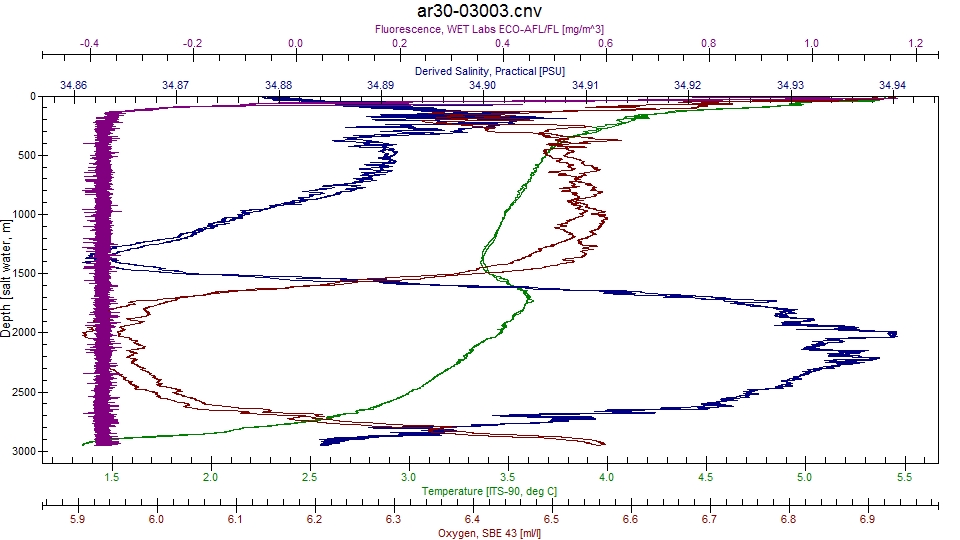 ar30-03003.cnv
Fluorescence, WET Labs ECO-AFL/FL [mg/m^3]
-0.4 -0.2 0.0 0.2 0.4 0.6 0.8 1.0 1.2
Derived Salinity, Practical [PSU]
34.86 34.87 34.88 34.89 34.90 34.91 34.92 34.93 34.94
0
500
1000
1500
2000
2500
3000
Depth [salt water, m]
1.5 2.0 2.5 3.0 3.5 4.0 4.5 5.0 5.5
Temperature [ITS-90, deg C]
5.9 6.0 6.1 6.2 6.3 6.4 6.5 6.6 6.7 6.8 6.9
Oxygen, SBE 43 [ml/l]